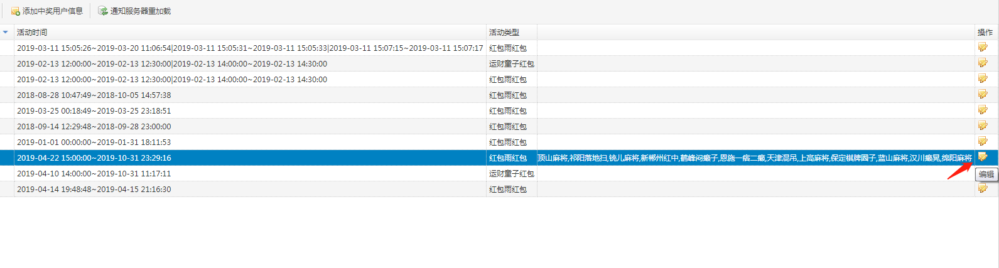 添加中奖用户信息 通知服务器重加载
活动时间 活动类型 操作
2019-03-11 15:05:26~2019-03-20 11:06:54|2019-03-11 15:05:31~2019-03-11 15:05:33|2019-03-11 15:07:15~2019-03-11 15:07:17 红包雨红包
2019-02-13 12:00:00~2019-02-13 12:30:00|2019-02-13 14:00:00~2019-02-13 14:30:00 运财童子红包
2019-02-13 12:00:00~2019-02-13 12:30:00|2019-02-13 14:00:00~2019-02-13 14:30:00 红包雨红包
2018-08-28 10:47:49~2018-10-05 14:57:38 红包雨红包
2019-03-25 00:18:49~2019-03-25 23:18:51 红包雨红包
2018-09-14 12:29:48~2018-09-28 23:00:00 红包雨红包
2019-01-01 00:00:00~2019-01-31 18:11:53 红包雨红包
2019-04-22 15:00:00~2019-10-31 23:29:16 红包雨红包 顶山麻将,祁阳落地扫,铳儿麻将,新郴州红中,鹤峰闷癞子,恩施一痞二癞,天津混吊,上高麻将,保定棋牌圈子,蓝山麻将,汉川癞晃,绵阳麻将
2019-04-10 14:00:00~2019-10-31 11:17:11 运财童子红包
编辑
2019-04-14 19:48:48~2019-04-15 21:16:30 红包雨红包